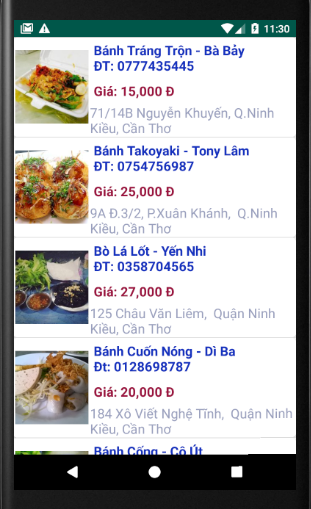 11:30
Bánh Tráng Trộn - Bà Bảy
ĐT: 0777435445
Giá: 15,000 Đ
71/14B Nguyễn Khuyến, Q.Ninh
Kiều, Cần Thơ
Bánh Takoyaki - Tony Lâm
ĐT: 0754756987
Giá: 25,000 Đ
9A Đ.3/2, P.Xuân Khánh, Q.Ninh
Kiều, Cần Thơ
Bò Lá Lốt - Yến Nhi
ĐT: 0358704565
Giá: 27,000 Đ
125 Châu Văn Liêm, Quận Ninh
Kiều, Cần Thơ
Bánh Cuốn Nóng - Dì Ba
Đt: 0128698787
Giá: 20,000 Đ
184 Xô Viết Nghệ Tĩnh, Quận Ninh
Kiều, Cần Thơ
Bánh Cống - Cô Út